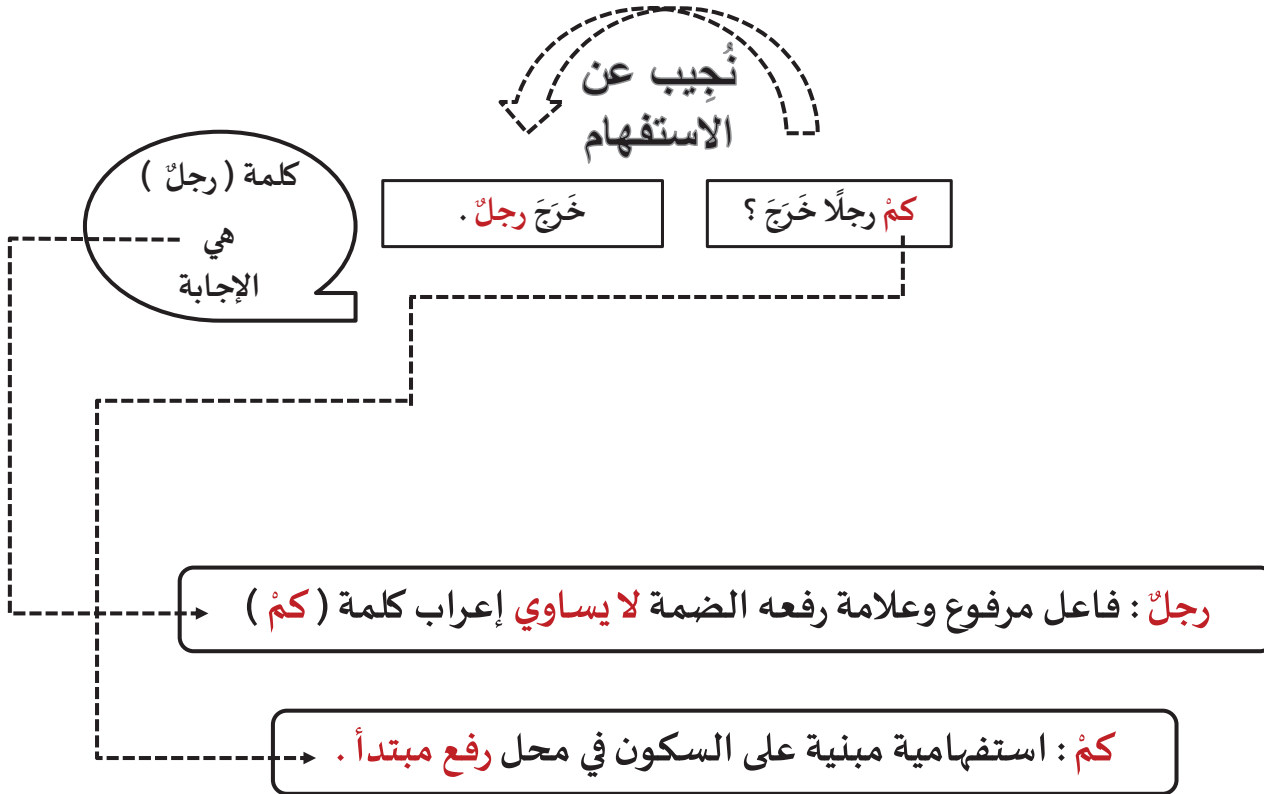 نُجِيب عن
الاستفهام
كمْ رجلًا خَرَجَ ؟
خَرَجَ رجلٌ .
كلمة ( رجلٌ )
هي
الإجابة
رجلٌ : فاعل مرفوع وعلامة رفعه الضمة لا يساوي إعراب كلمة ( كمْ )
كمْ : استفهامية مبنية على السكون في محل رفع مبتدأ .